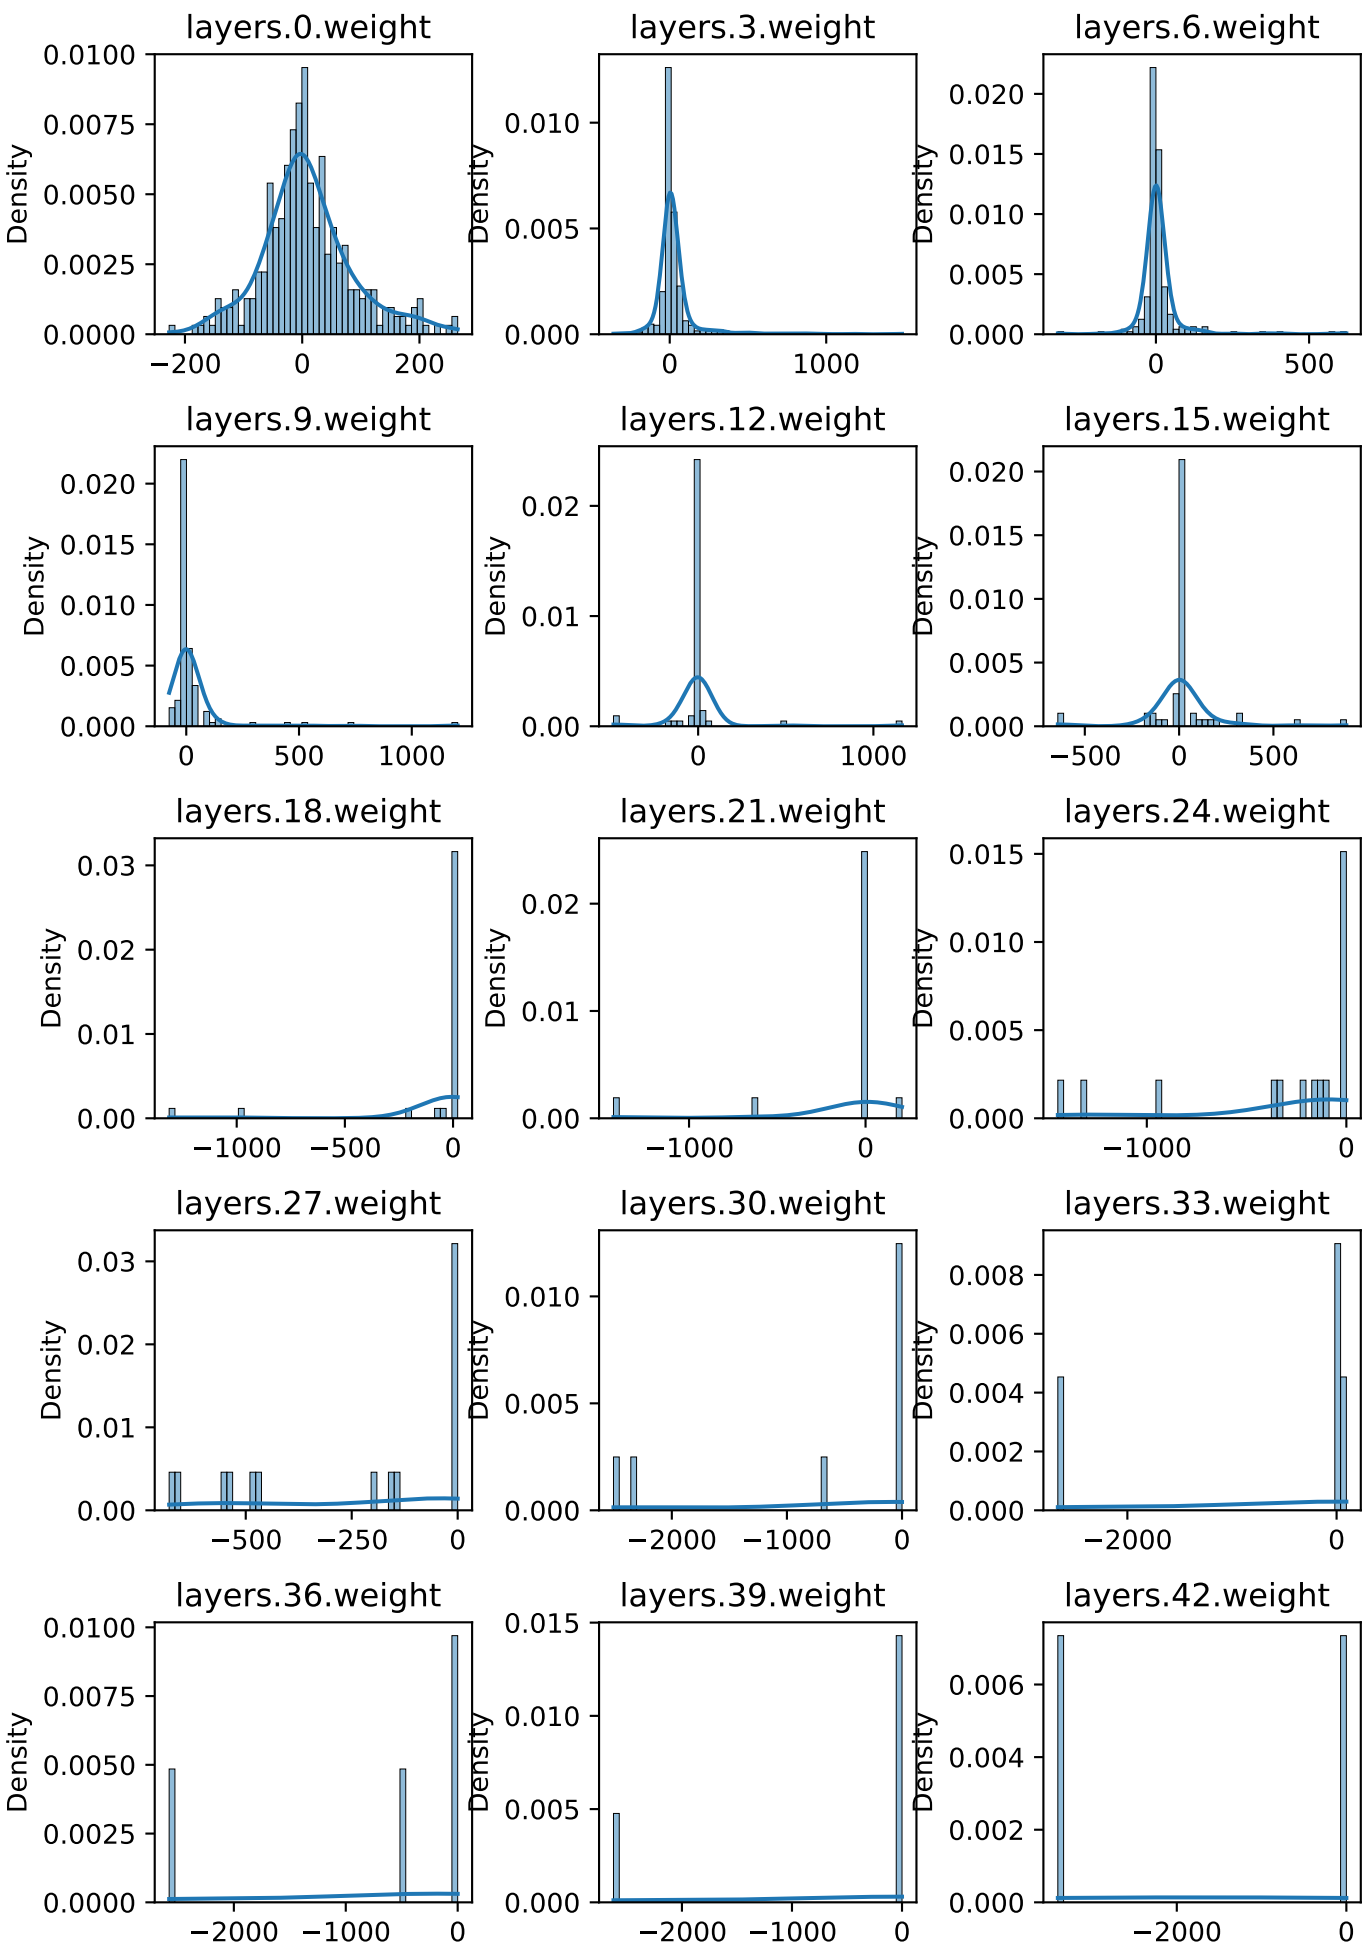 layers.0.weight layers.3.weight layers.6.weight
Density
0.0100
0.0075
0.0050
0.0025
0.0000
−200 0 200
Density
0.010
0.005
0.000
0 1000
Density
0.020
0.015
0.010
0.005
0.000
0 500
layers.9.weight layers.12.weight layers.15.weight
Density
0.020
0.015
0.010
0.005
0.000
0 500 1000
Density
0.02
0.01
0.00
0 1000
Density
0.020
0.015
0.010
0.005
0.000
−500 0 500
layers.18.weight layers.21.weight layers.24.weight
Density
0.03
0.02
0.01
0.00
−1000 −500 0
Density
0.02
0.01
0.00
−1000 0
Density
0.015
0.010
0.005
0.000
−1000 0
layers.27.weight layers.30.weight layers.33.weight
Density
0.03
0.02
0.01
0.00
−500 −250 0
Density
0.010
0.005
0.000
−2000 −1000 0
Density
0.008
0.006
0.004
0.002
0.000
−2000 0
layers.36.weight layers.39.weight layers.42.weight
Density
0.0100
0.0075
0.0050
0.0025
0.0000
−2000 −1000 0
Density
0.015
0.010
0.005
0.000
−2000 −1000 0
Density
0.006
0.004
0.002
0.000
−2000 0